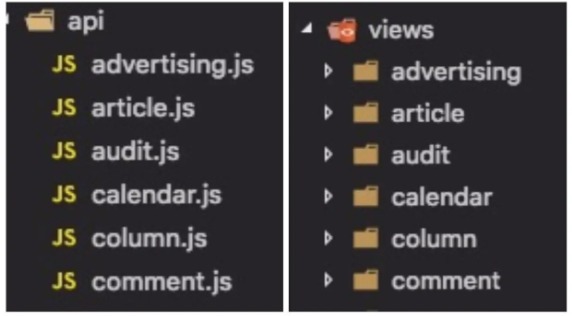 api
JS advertising.js
JS article.js
JS audit.js
JS calendar.js
JS column.js
JS comment.js
views
advertising
article
audit
calendar
column
comment